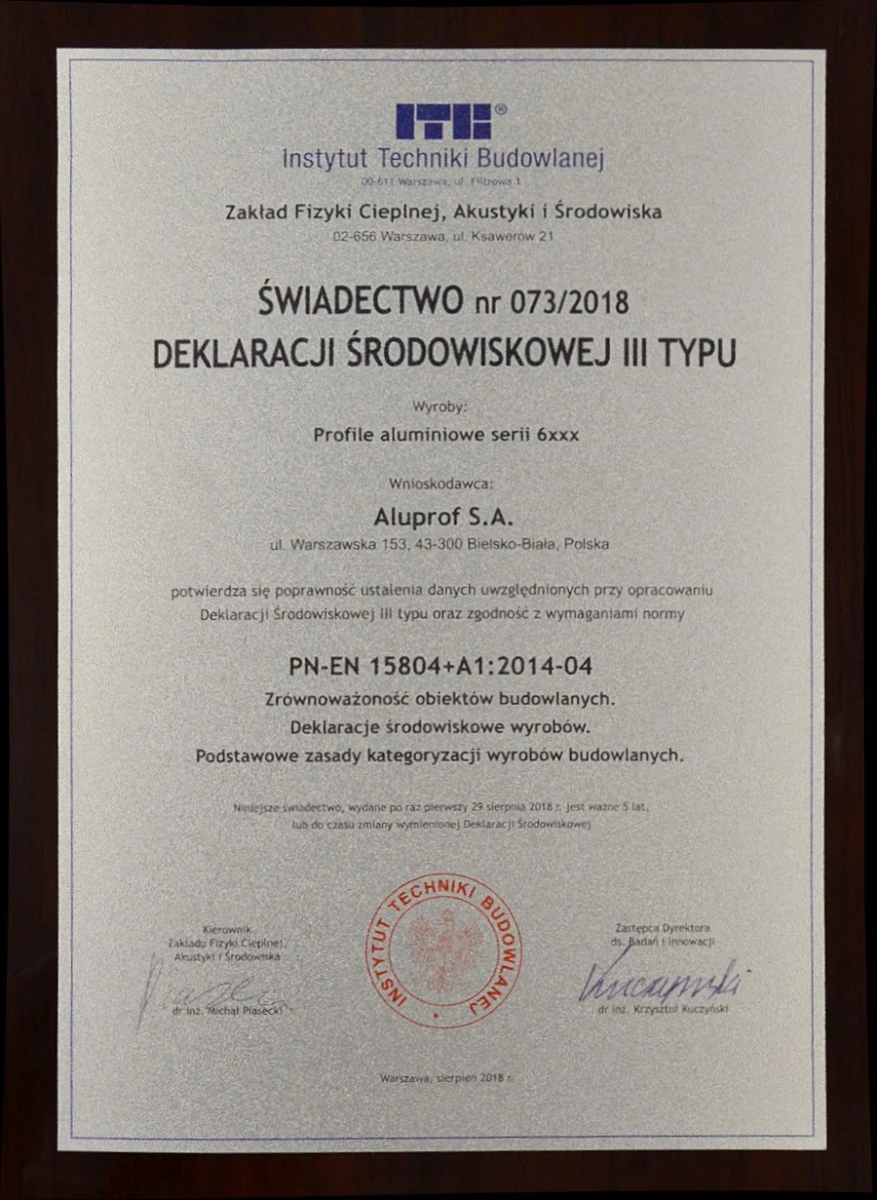 ITB®
Instytut Techniki Budowlanej
00-611 Warszawa, ul. Filtrowa 1
Zakład Fizyki Cieplnej, Akustyki i Środowiska
02-656 Warszawa, ul. Ksawerów 21
ŚWIADECTWO nr 073/2018
DEKLARACJI ŚRODOWISKOWEJ III TYPU
Wyroby:
Profile aluminiowe serii 6xxx
Wnioskodawca:
Aluprof S.A.
ul. Warszawska 153, 43-300 Bielsko-Biała, Polska
potwierdza się poprawność ustalenia danych uwzględnionych przy opracowaniu
Deklaracji Środowiskowej III typu oraz zgodność z wymaganiami normy
PN-EN 15804+A1:2014-04
Zrównoważoność obiektów budowlanych.
Deklaracje środowiskowe wyrobów.
Podstawowe zasady kategoryzacji wyrobów budowlanych.
Niniejsze świadectwo, wydane po raz pierwszy 29 sierpnia 2018 r. jest ważne 5 lat,
lub do czasu zmiany wymienionej Deklaracji Środowiskowej
INSTYTUT TECHNIKI BUDOWLANEJ
Kierownik
Zakładu Fizyki Cieplnej,
Akustyki i Środowiska
dr inż. Michał Piasecki
Zastępca Dyrektora
ds. Badań i Innowacji
Kuczyński
dr inż. Krzysztof Kuczyński
Warszawa, sierpień 2018 r.